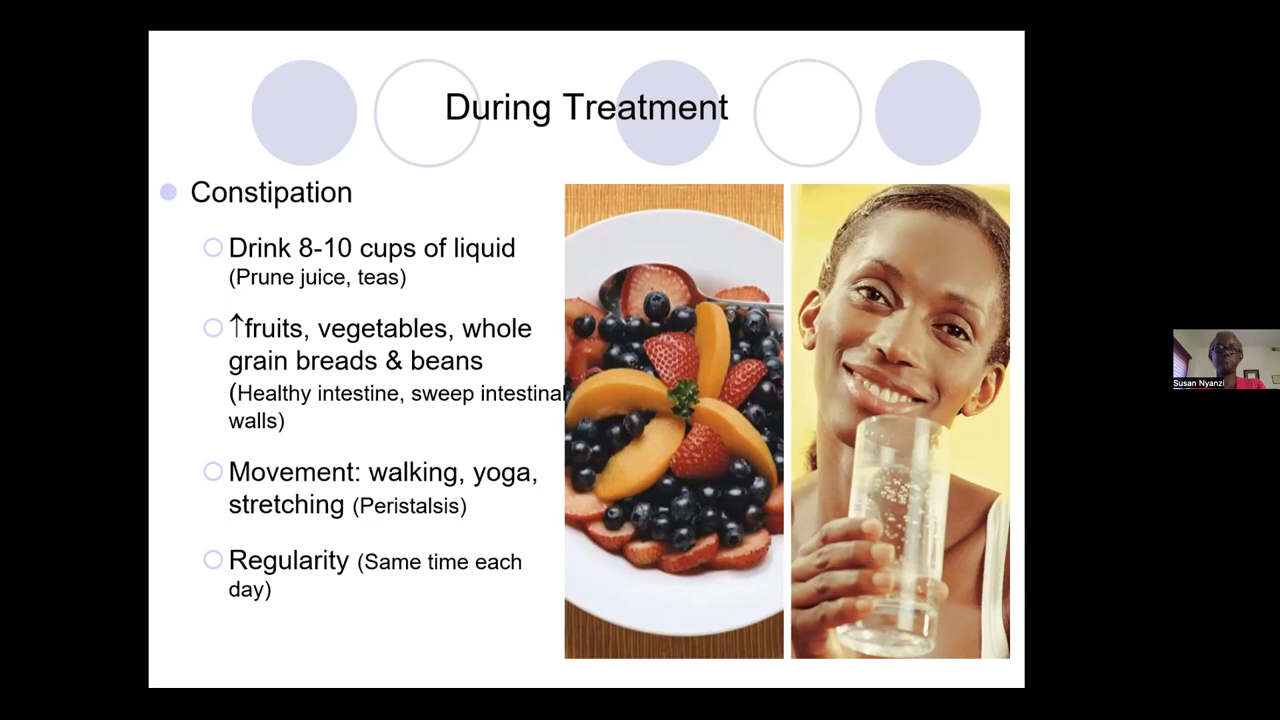 During Treatment
Constipation
Drink 8-10 cups of liquid
(Prune juice, teas)
↑fruits, vegetables, whole
grain breads & beans
(Healthy intestine, sweep intestinal
walls)
Movement: walking, yoga,
stretching (Peristalsis)
Regularity (Same time each
day)
Susan Nyanzi